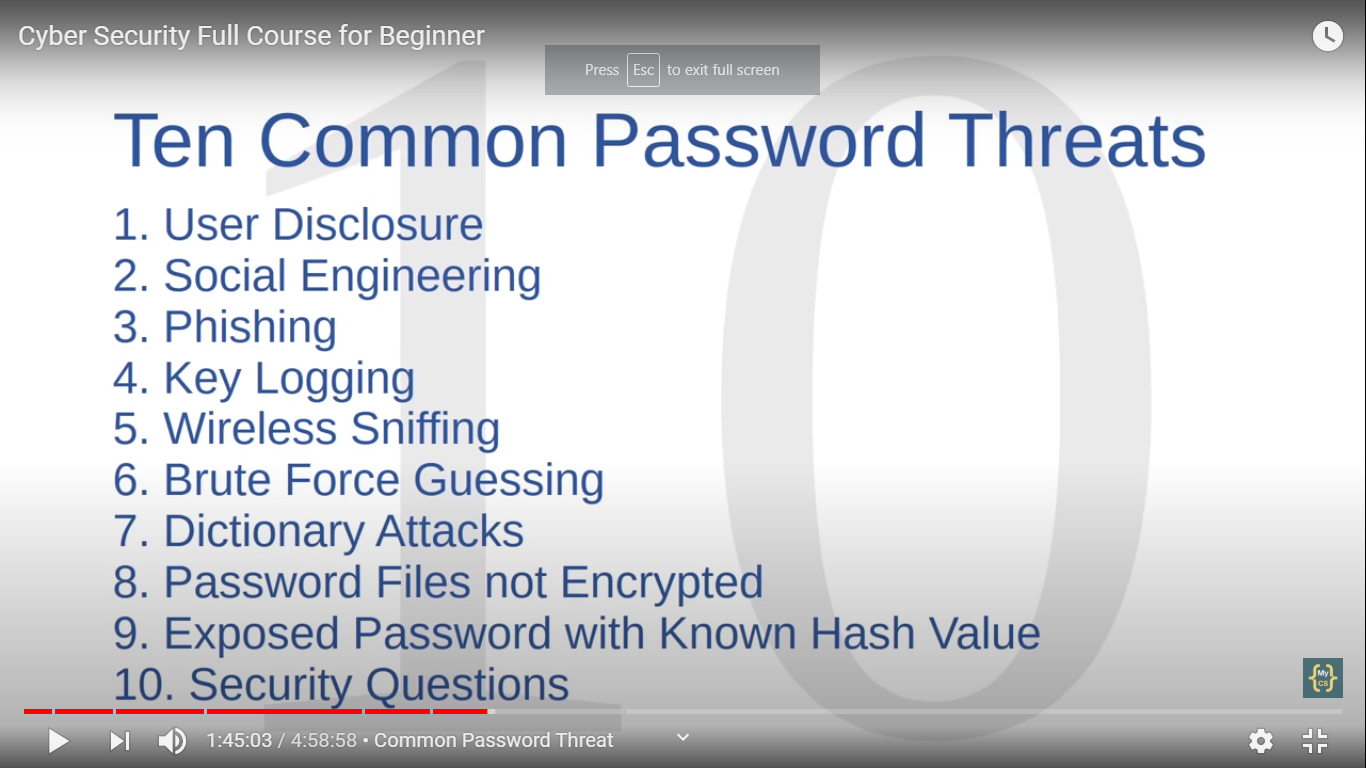 Cyber Security Full Course for Beginner
Press Esc to exit full screen
10
Ten Common Password Threats
1. User Disclosure
2. Social Engineering
3. Phishing
4. Key Logging
5. Wireless Sniffing
6. Brute Force Guessing
7. Dictionary Attacks
8. Password Files not Encrypted
9. Exposed Password with Known Hash Value
10. Security Questions
{My
CS}
1:45:03 / 4:58:58 • Common Password Threat